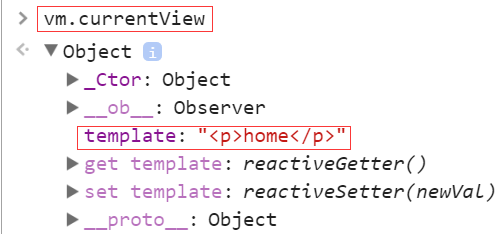 > vm.currentView
Object i
_Ctor: Object
__ob__: Observer
template: "<p>home</p>"
get template: reactiveGetter()
set template: reactiveSetter(newVal)
__proto__: Object